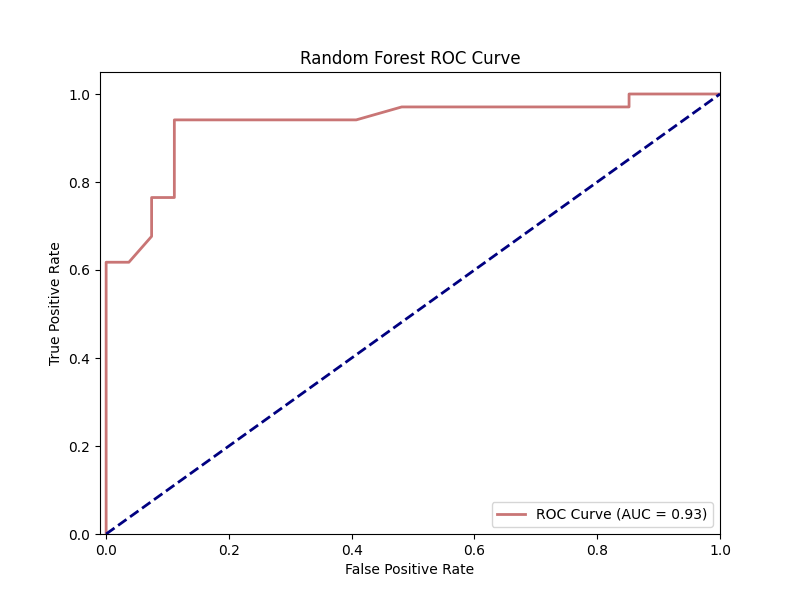 Random Forest ROC Curve
True Positive Rate
1.0
0.8
0.6
0.4
0.2
0.0
ROC Curve (AUC = 0.93)
0.0 0.2 0.4 0.6 0.8 1.0
False Positive Rate